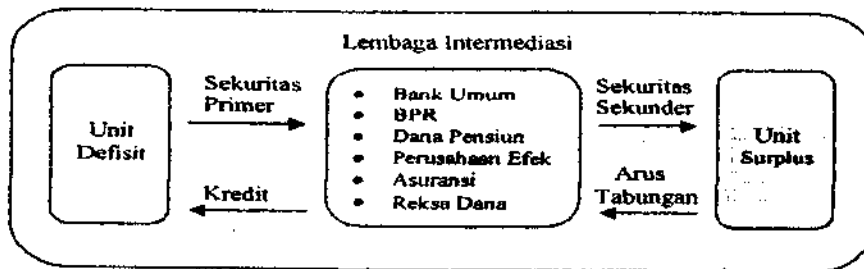 Lembaga Intermediasi
Unit
Defisit
Sekuritas
Primer
Kredit
• Bank Umum
• BPR
• Dana Pensiun
• Perusahaan Efek
• Asuransi
• Reksa Dana
Sekuritas
Sekunder
Arus
Tabungan
Unit
Surplus